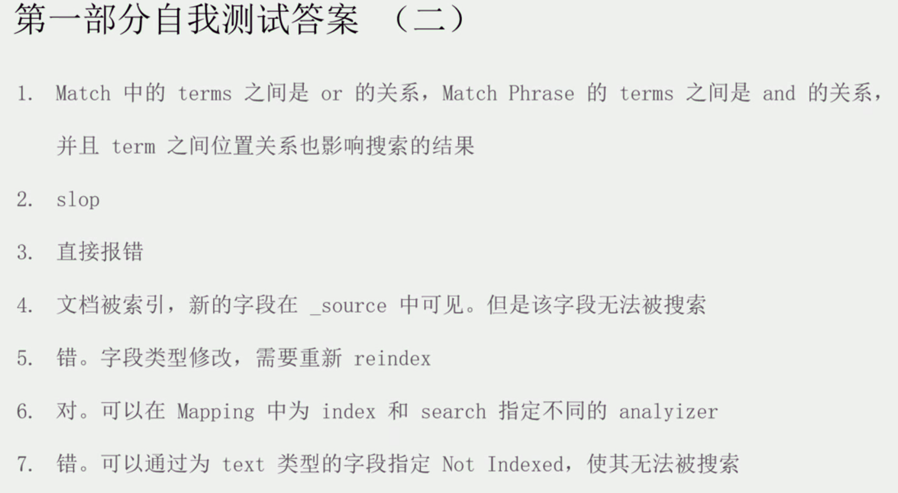 第一部分自我测试答案 （二）
1. Match 中的 terms 之间是 or 的关系，Match Phrase 的 terms 之间是 and 的关系，
并且 term 之间位置关系也影响搜索的结果
2. slop
3. 直接报错
4. 文档被索引，新的字段在 _source 中可见。但是该字段无法被搜索
5. 错。字段类型修改，需要重新 reindex
6. 对。可以在 Mapping 中为 index 和 search 指定不同的 analyizer
7. 错。可以通过为 text 类型的字段指定 Not Indexed，使其无法被搜索